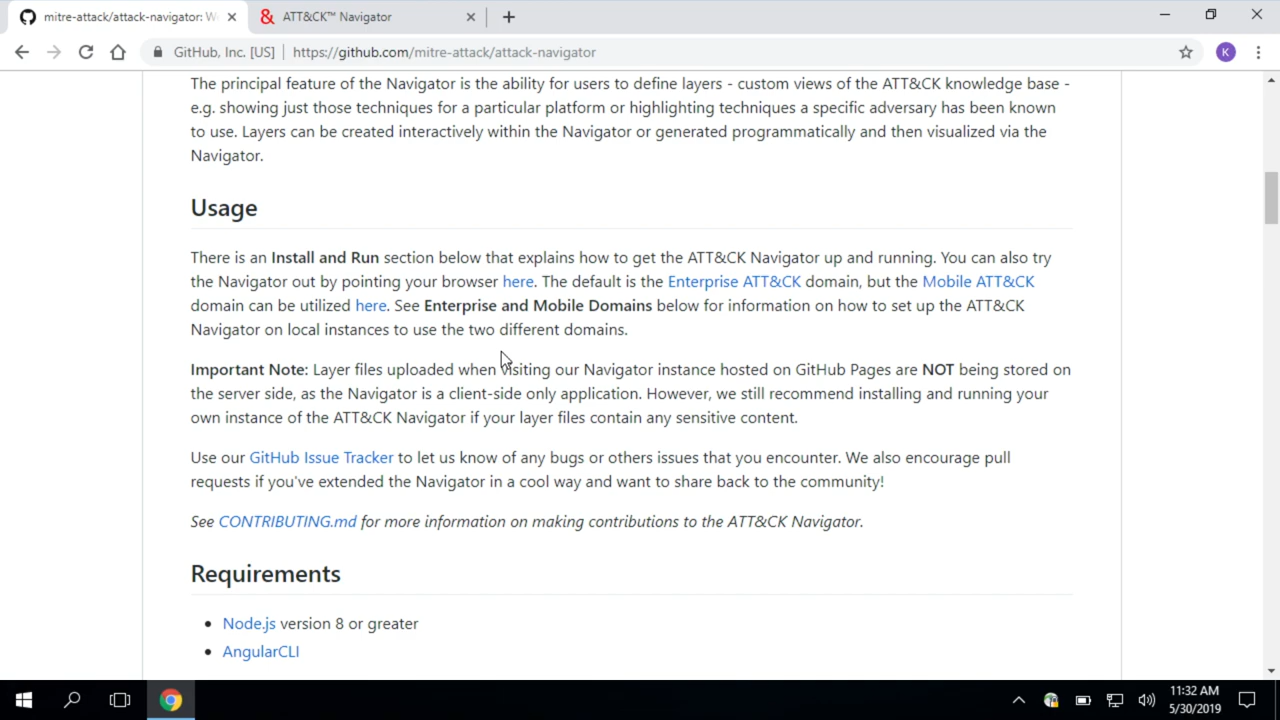 mitre-attack/attack-navigator: W
ATT&CK™ Navigator
GitHub, Inc. [US]
https://github.com/mitre-attack/attack-navigator
K
The principal feature of the Navigator is the ability for users to define layers - custom views of the ATT&CK knowledge base -
e.g. showing just those techniques for a particular platform or highlighting techniques a specific adversary has been known
to use. Layers can be created interactively within the Navigator or generated programmatically and then visualized via the
Navigator.
Usage
There is an Install and Run section below that explains how to get the ATT&CK Navigator up and running. You can also try
the Navigator out by pointing your browser here. The default is the Enterprise ATT&CK domain, but the Mobile ATT&CK
domain can be utilized here. See Enterprise and Mobile Domains below for information on how to set up the ATT&CK
Navigator on local instances to use the two different domains.
Important Note: Layer files uploaded when visiting our Navigator instance hosted on GitHub Pages are NOT being stored on
the server side, as the Navigator is a client-side only application. However, we still recommend installing and running your
own instance of the ATT&CK Navigator if your layer files contain any sensitive content.
Use our GitHub Issue Tracker to let us know of any bugs or others issues that you encounter. We also encourage pull
requests if you've extended the Navigator in a cool way and want to share back to the community!
See CONTRIBUTING.md for more information on making contributions to the ATT&CK Navigator.
Requirements
Node.js version 8 or greater
AngularCLI
11:32 AM
5/30/2019